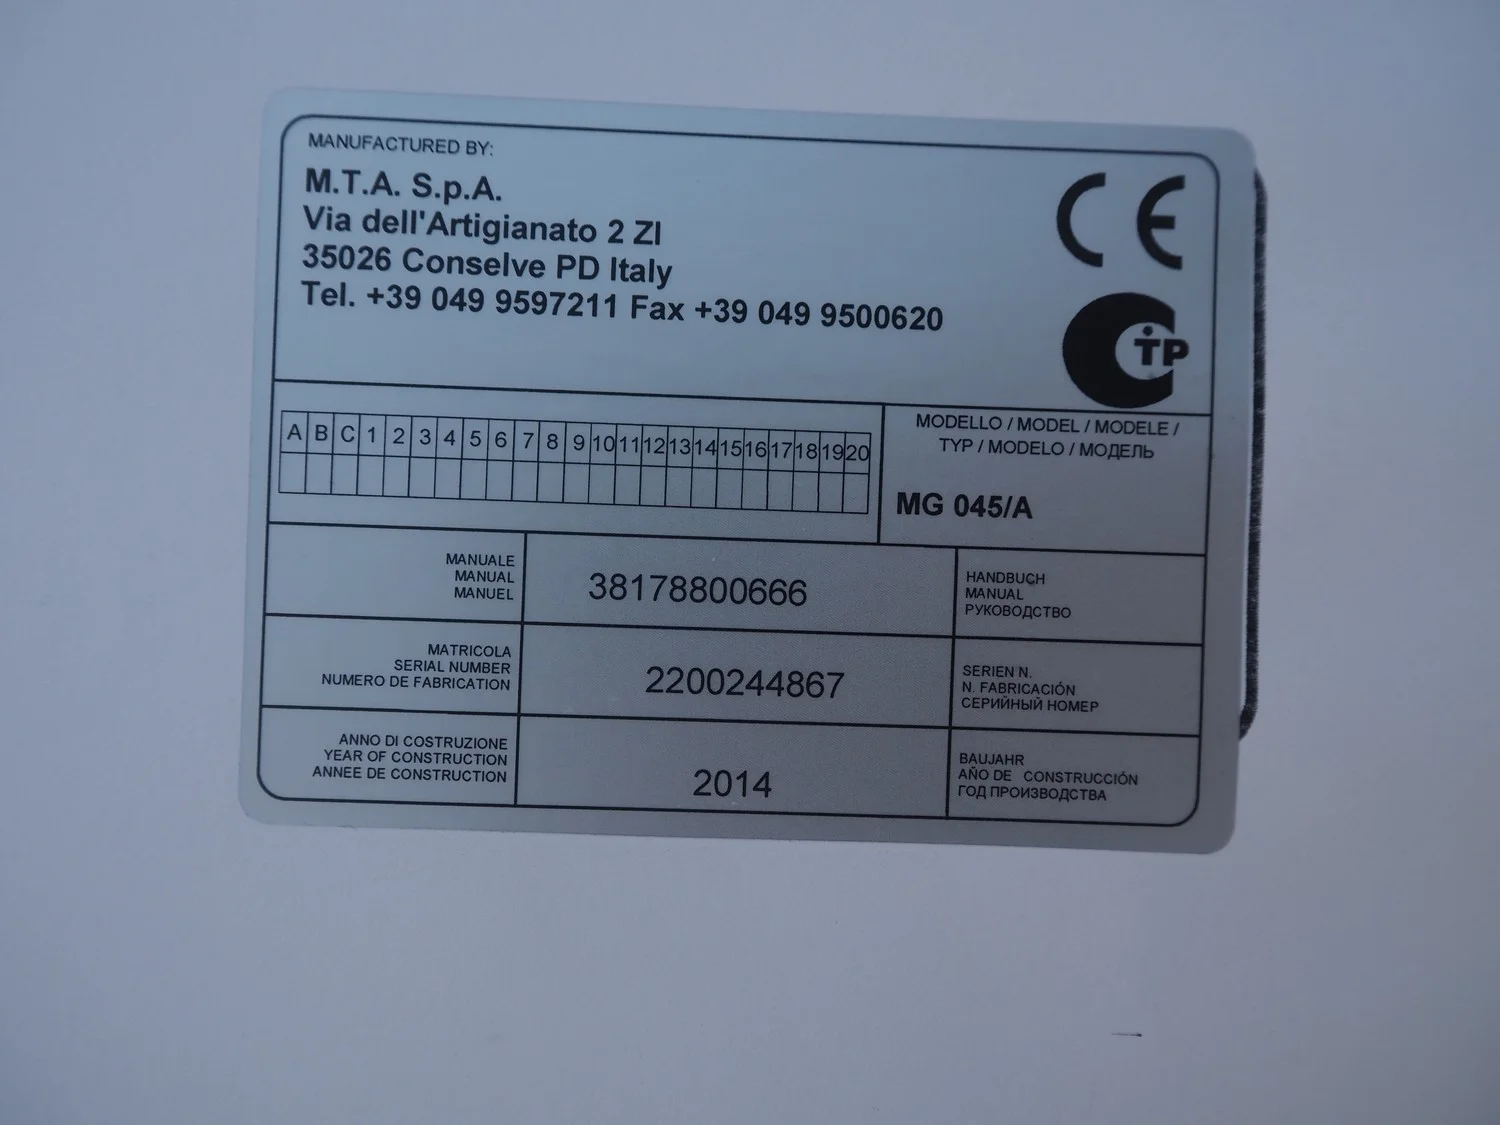 MANUFACTURED BY:
M.T.A. S.p.A.
Via dell'Artigianato 2 ZI
35026 Conselve PD Italy
Tel. +39 049 9597211 Fax +39 049 9500620
CE
TP
A B C 1 2 3 4 5 6 7 8 9 10 11 12 13 14 15 16 17 18 19 20
MODELLO / MODEL / MODELE /
TYP / MODELO / МОДЕЛЬ
MG 045/A
MANUALE
MANUAL
MANUEL
38178800666
HANDBUCH
MANUAL
РУКОВОДСТВО
MATRICOLA
SERIAL NUMBER
NUMERO DE FABRICATION
2200244867
SERIEN N.
N. FABRICACIÓN
СЕРИЙНЫЙ НОМЕР
ANNO DI COSTRUZIONE
YEAR OF CONSTRUCTION
ANNEE DE CONSTRUCTION
2014
BAUJAHR
AÑO DE CONSTRUCCIÓN
ГОД ПРОИЗВОДСТВА